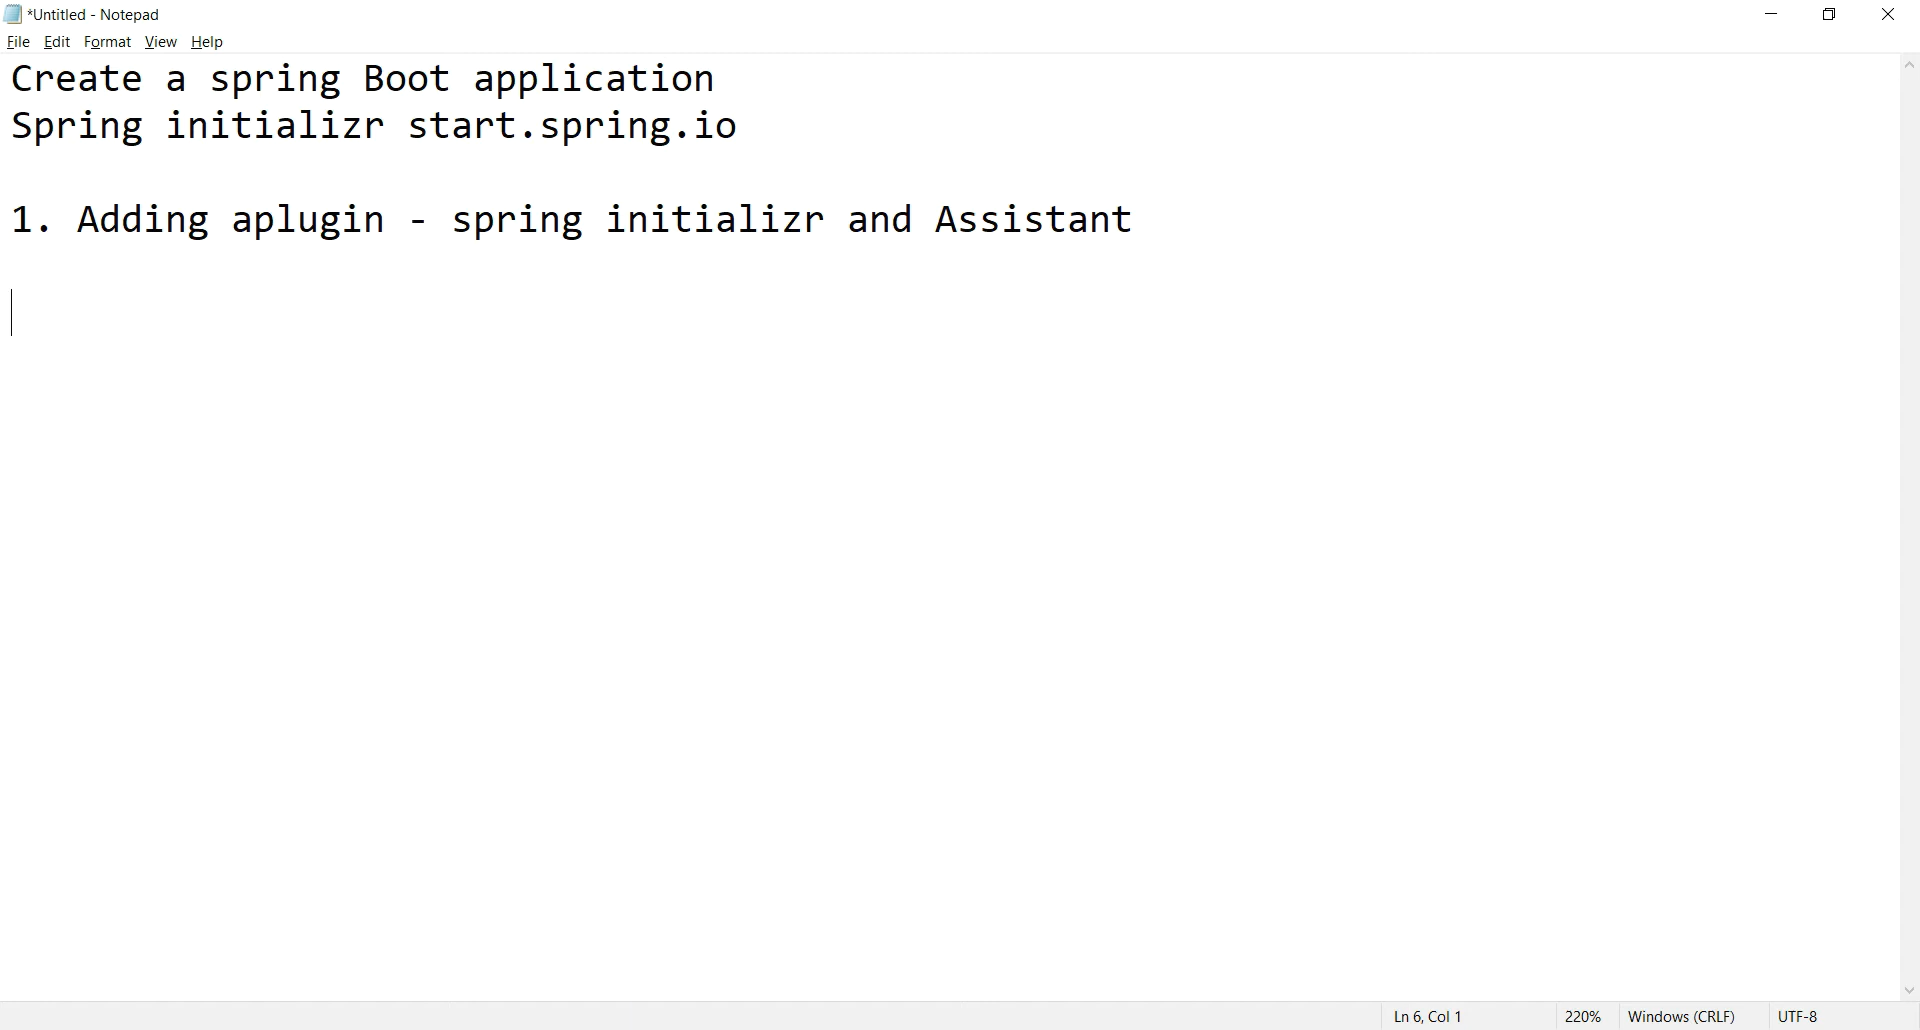 *Untitled - Notepad
File Edit Format View Help
Create a spring Boot application
Spring initializr start.spring.io
1. Adding aplugin - spring initializr and Assistant
Ln 6, Col 1 220% Windows (CRLF) UTF-8